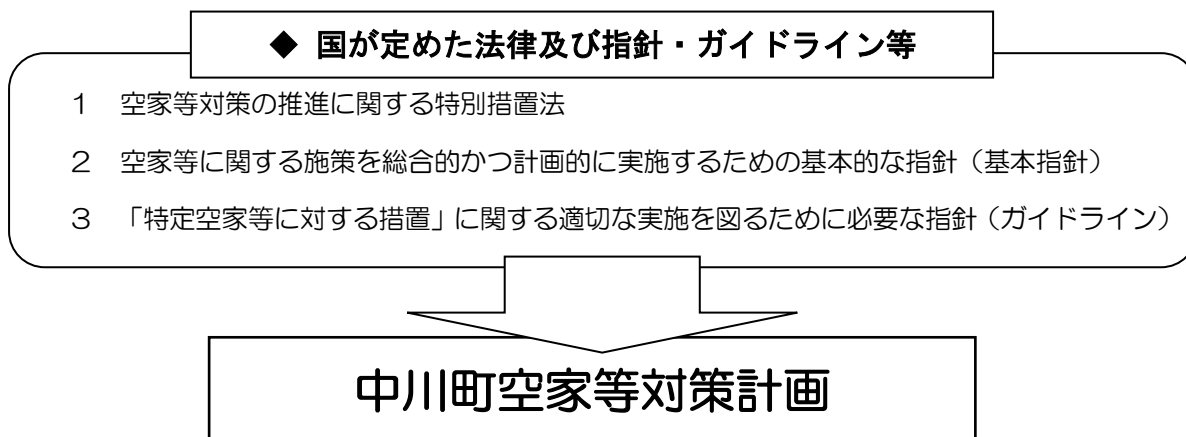 ◆ 国が定めた法律及び指針・ガイドライン等
１ 空家等対策の推進に関する特別措置法
２ 空家等に関する施策を総合的かつ計画的に実施するための基本的な指針（基本指針）
３ 「特定空家等に対する措置」に関する適切な実施を図るために必要な指針（ガイドライン）
中川町空家等対策計画